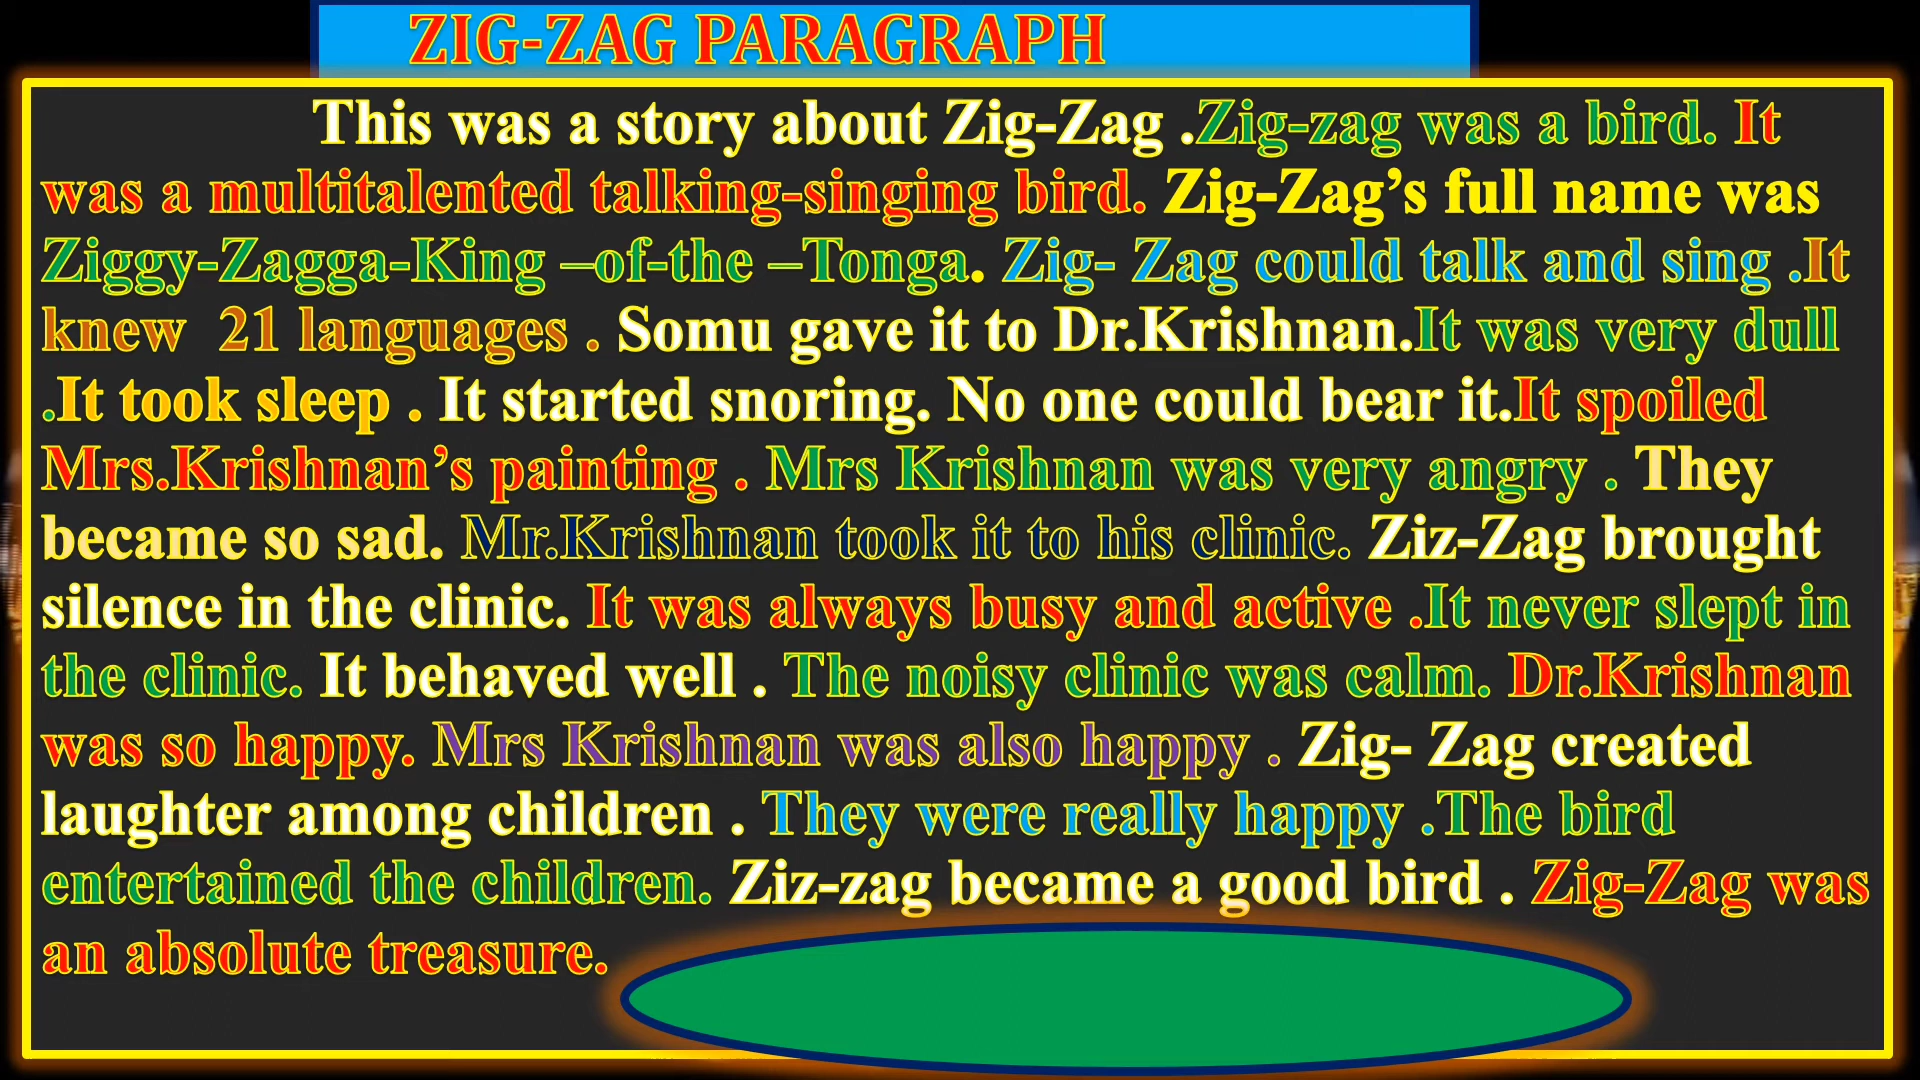 ZIG-ZAG PARAGRAPH
This was a story about Zig-Zag .Zig-zag was a bird. It
was a multitalented talking-singing bird. Zig-Zag’s full name was
Ziggy-Zagga-King –of-the –Tonga. Zig- Zag could talk and sing .It
knew  21 languages . Somu gave it to Dr.Krishnan.It was very dull
.It took sleep . It started snoring. No one could bear it.It spoiled
Mrs.Krishnan’s painting . Mrs Krishnan was very angry . They
became so sad. Mr.Krishnan took it to his clinic. Ziz-Zag brought
silence in the clinic. It was always busy and active .It never slept in
the clinic. It behaved well . The noisy clinic was calm. Dr.Krishnan
was so happy. Mrs Krishnan was also happy . Zig- Zag created
laughter among children . They were really happy .The bird
entertained the children. Ziz-zag became a good bird . Zig-Zag was
an absolute treasure.